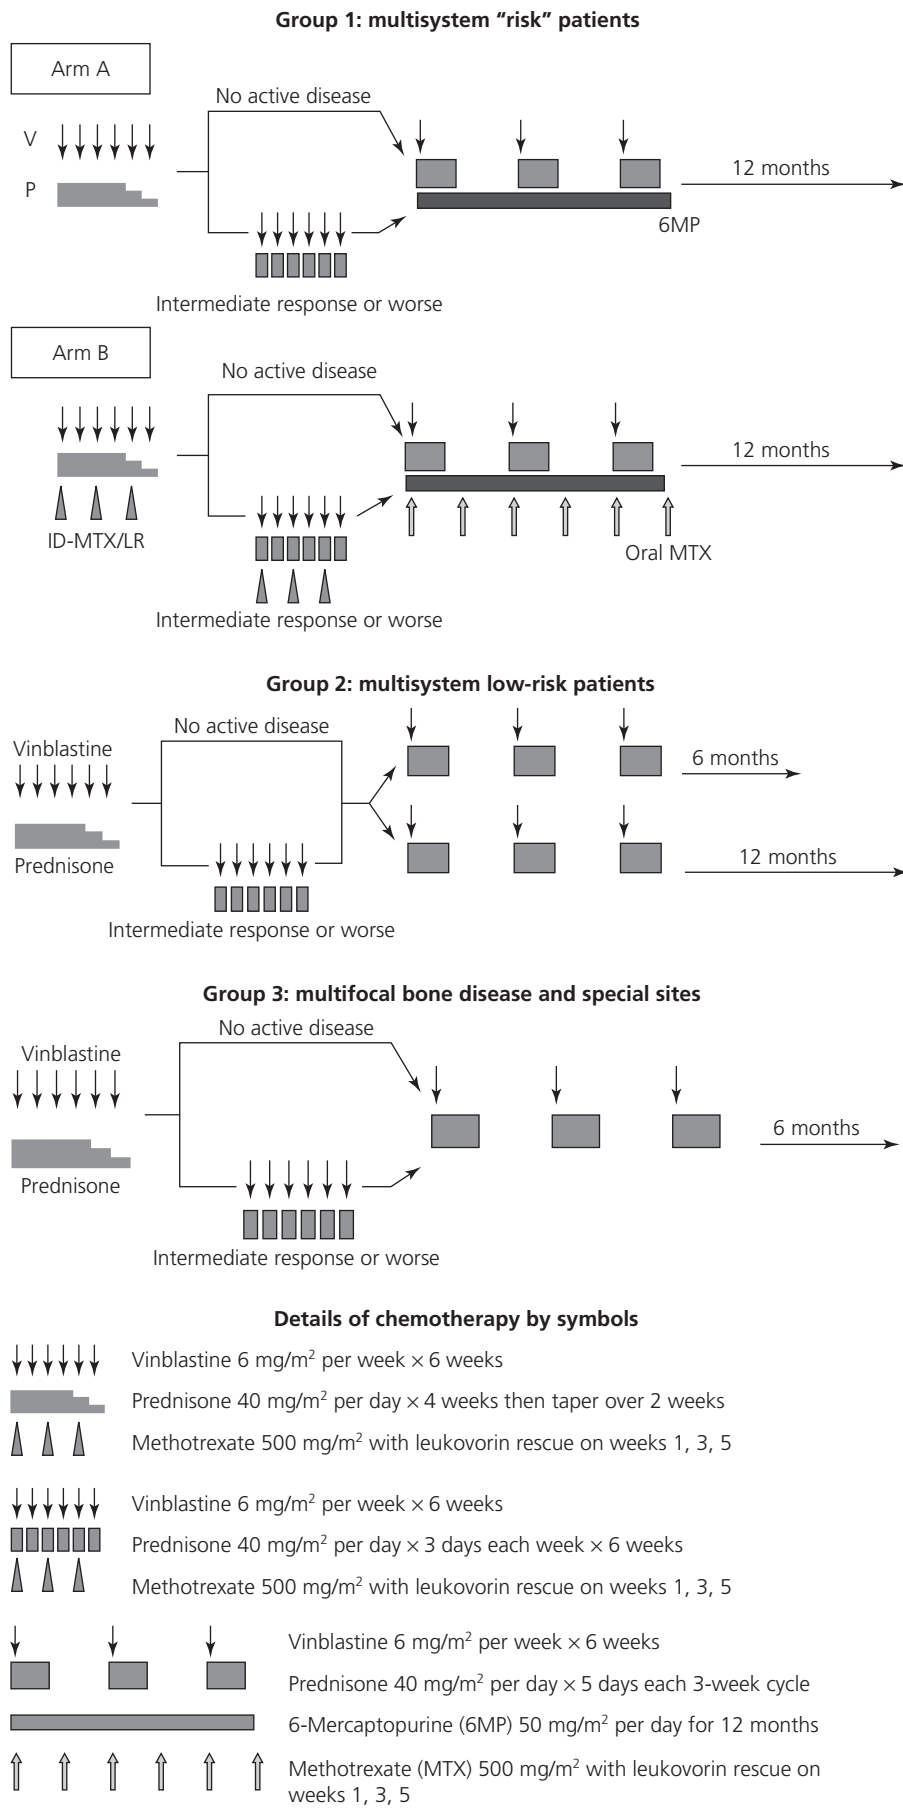 Group 1: multisystem “risk” patients
Arm A
No active disease
V
P
12 months
6MP
Intermediate response or worse
Arm B
No active disease
12 months
ID-MTX/LR
Oral MTX
Intermediate response or worse
Group 2: multisystem low-risk patients
No active disease
Vinblastine
6 months
Prednisone
12 months
Intermediate response or worse
Group 3: multifocal bone disease and special sites
No active disease
Vinblastine
6 months
Prednisone
Intermediate response or worse
Details of chemotherapy by symbols
Vinblastine 6 mg/m² per week × 6 weeks
Prednisone 40 mg/m² per day × 4 weeks then taper over 2 weeks
Methotrexate 500 mg/m² with leukovorin rescue on weeks 1, 3, 5
Vinblastine 6 mg/m² per week × 6 weeks
Prednisone 40 mg/m² per day × 3 days each week × 6 weeks
Methotrexate 500 mg/m² with leukovorin rescue on weeks 1, 3, 5
Vinblastine 6 mg/m² per week × 6 weeks
Prednisone 40 mg/m² per day × 5 days each 3-week cycle
6-Mercaptopurine (6MP) 50 mg/m² per day for 12 months
Methotrexate (MTX) 500 mg/m² with leukovorin rescue on
weeks 1, 3, 5